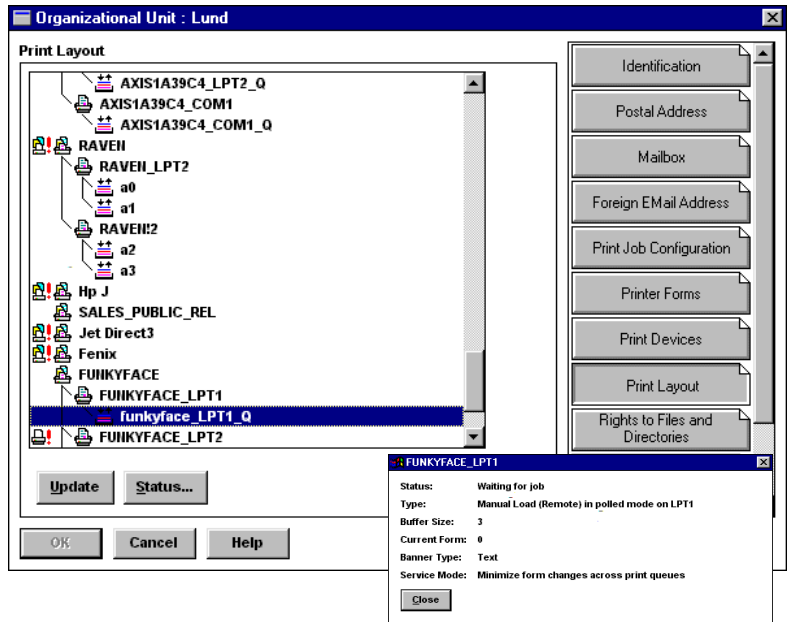 Organizational Unit : Lund
Print Layout
AXIS1A39C4_LPT2_Q
AXIS1A39C4_COM1
AXIS1A39C4_COM1_Q
RAVEN
RAVEN_LPT2
a0
a1
RAVEN!2
a2
a3
Hp J
SALES_PUBLIC_REL
Jet Direct3
Fenix
FUNKYFACE
FUNKYFACE_LPT1
funkyface_LPT1_Q
FUNKYFACE_LPT2
Update
Status...
OK
Cancel
Help
Identification
Postal Address
Mailbox
Foreign EMail Address
Print Job Configuration
Printer Forms
Print Devices
Print Layout
Rights to Files and
Directories
FUNKYFACE_LPT1
Status: Waiting for job
Type: Manual Load (Remote) in polled mode on LPT1
Buffer Size: 3
Current Form: 0
Banner Type: Text
Service Mode: Minimize form changes across print queues
Close